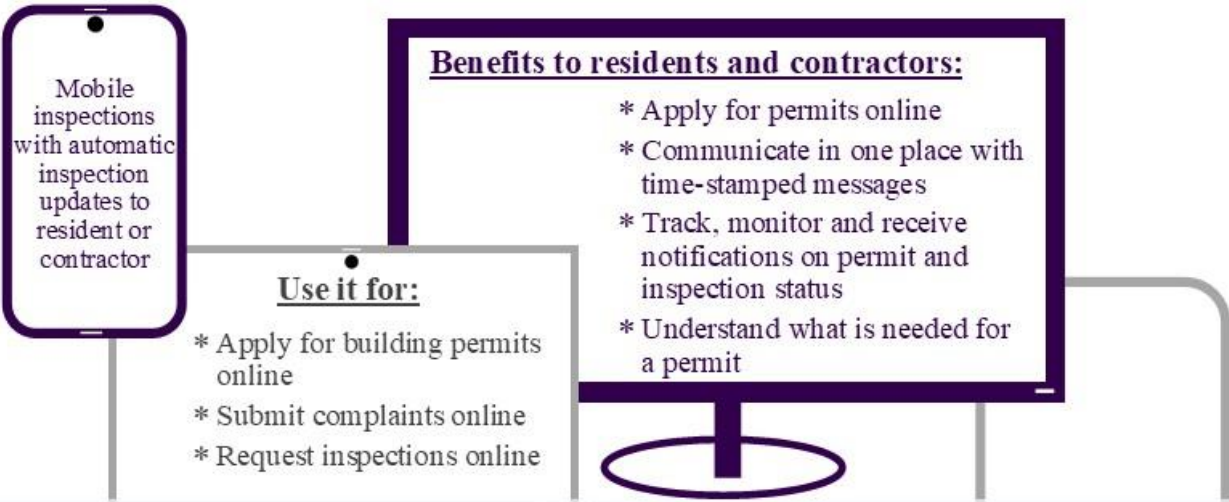 Mobile
inspections
with automatic
inspection
updates to
resident or
contractor
Benefits to residents and contractors:
* Apply for permits online
* Communicate in one place with
time-stamped messages
* Track, monitor and receive
notifications on permit and
inspection status
* Understand what is needed for
a permit
Use it for:
* Apply for building permits
online
* Submit complaints online
* Request inspections online